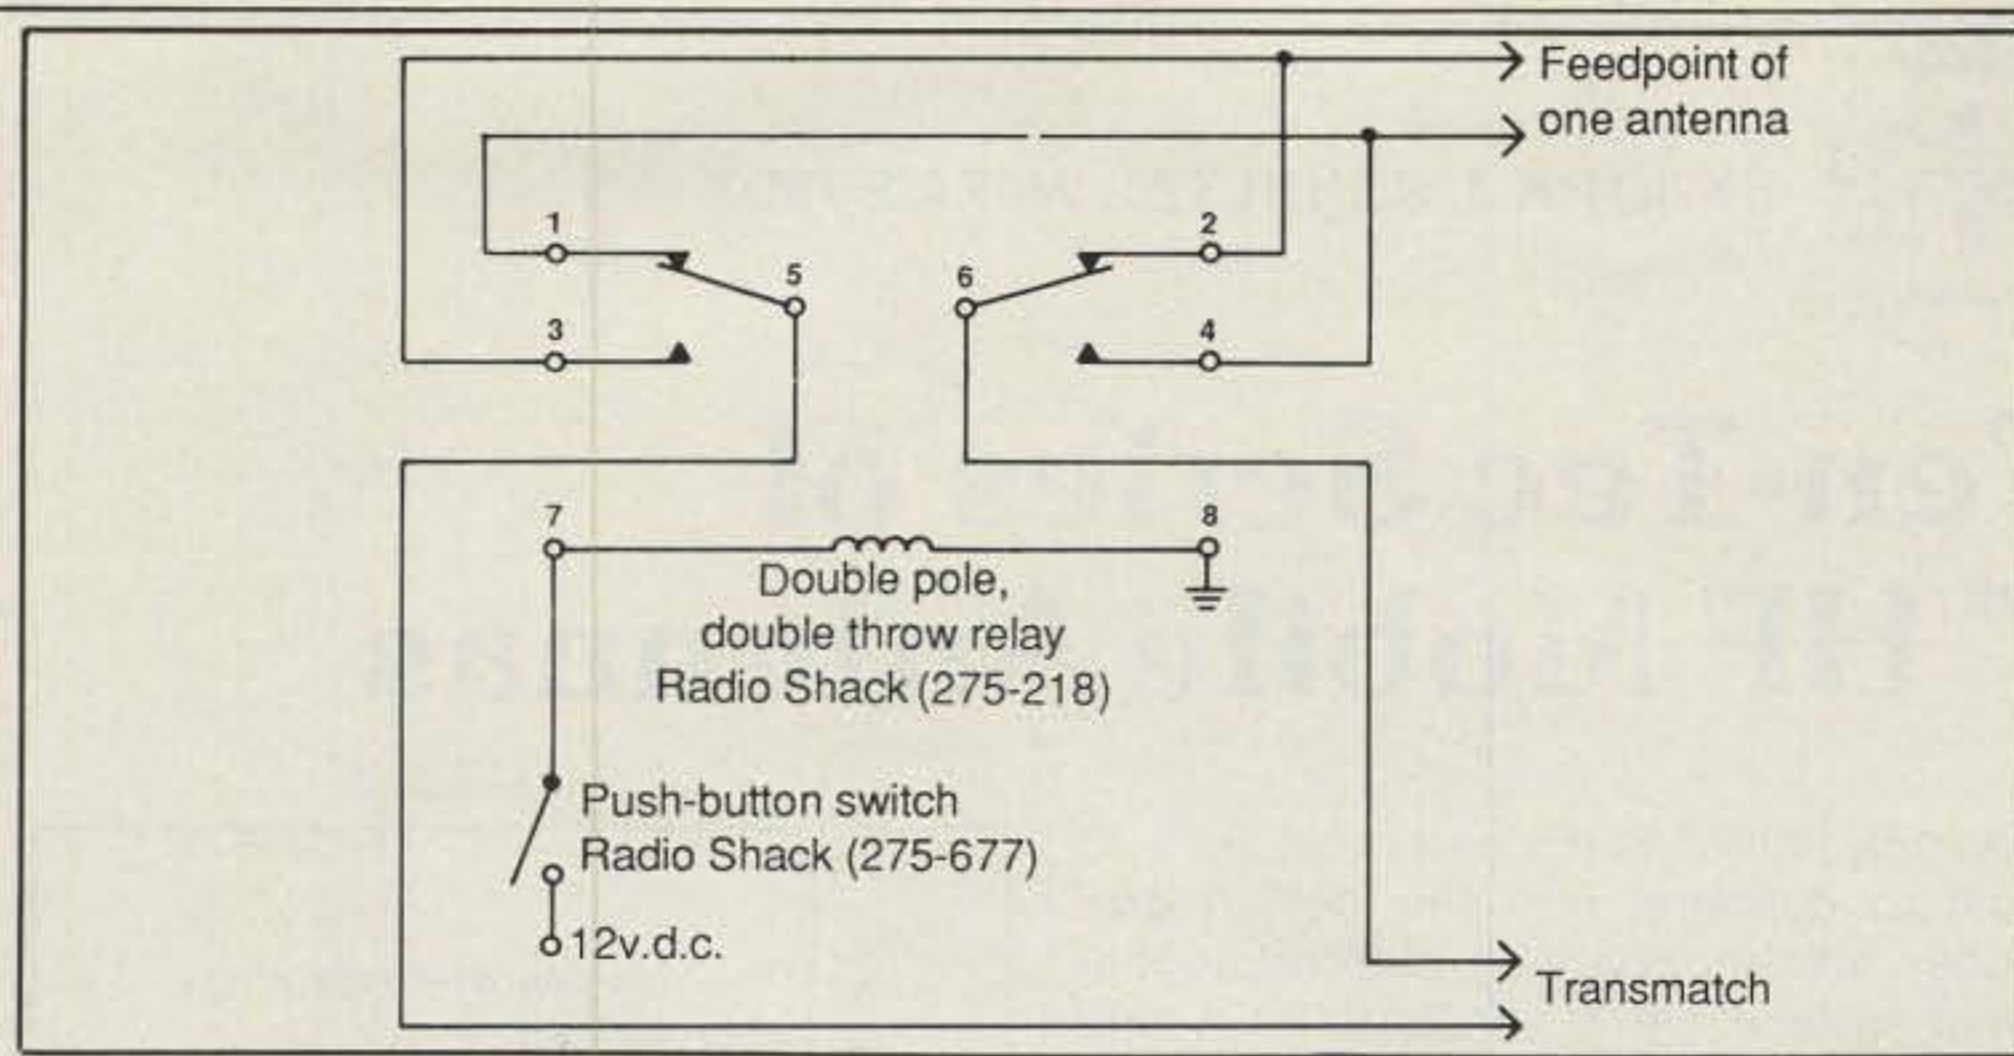 Feedpoint of
one antenna
1
2
5
6
3
4
7
8
Double pole,
double throw relay
Radio Shack (275-218)
Push-button switch
Radio Shack (275-677)
12v.d.c.
Transmatch